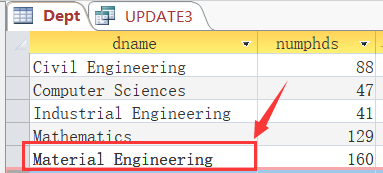 Dept UPDATE3
dname numphds
Civil Engineering 88
Computer Sciences 47
Industrial Engineering 41
Mathematics 129
Material Engineering 160